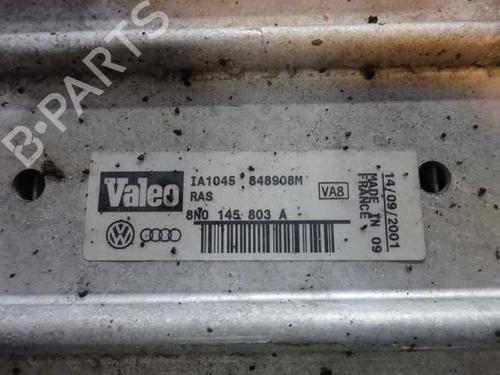 B-PARTS
Valeo
IA1045 848908M
RAS
VA8
8N0 145 803 A
14/09/2001
MADE IN 09
FRANCE